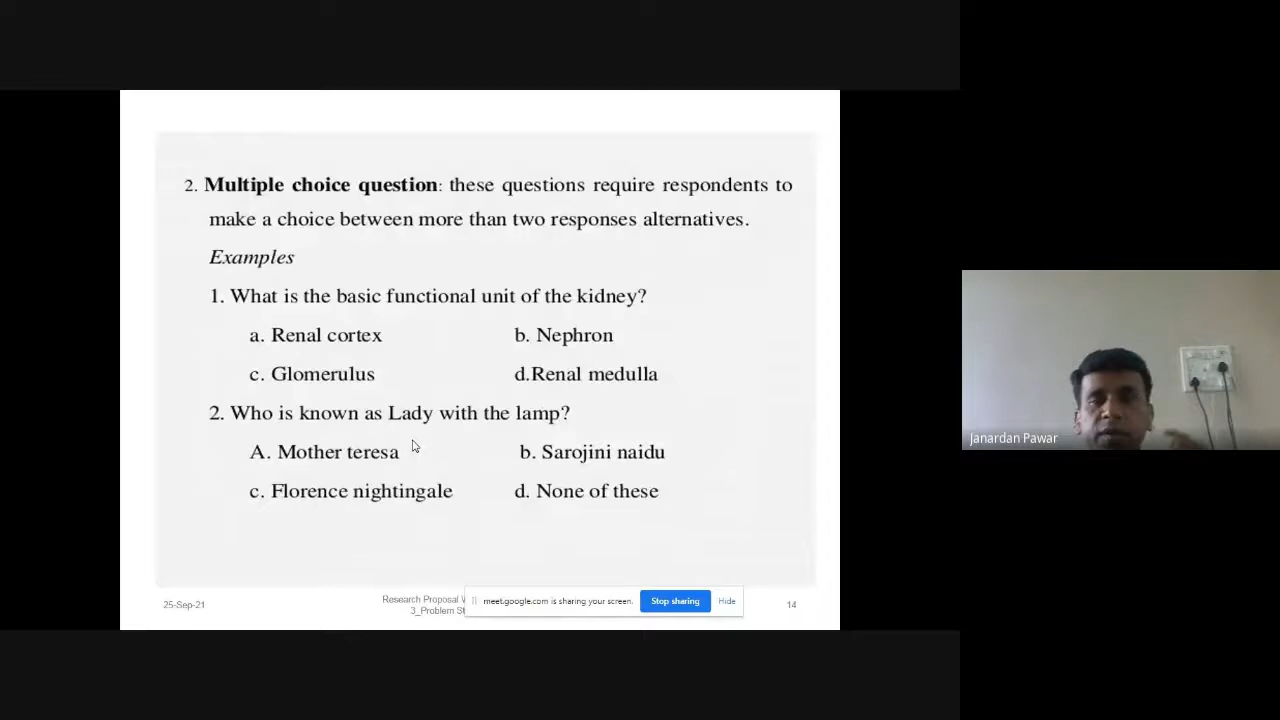 2. Multiple choice question: these questions require respondents to
make a choice between more than two responses alternatives.
Examples
1. What is the basic functional unit of the kidney?
a. Renal cortex b. Nephron
c. Glomerulus d.Renal medulla
2. Who is known as Lady with the lamp?
A. Mother teresa b. Sarojini naidu
c. Florence nightingale d. None of these
25-Sep-21
Research Proposal
3_Problem
meet.google.com is sharing your screen. Stop sharing Hide
14
Janardan Pawar